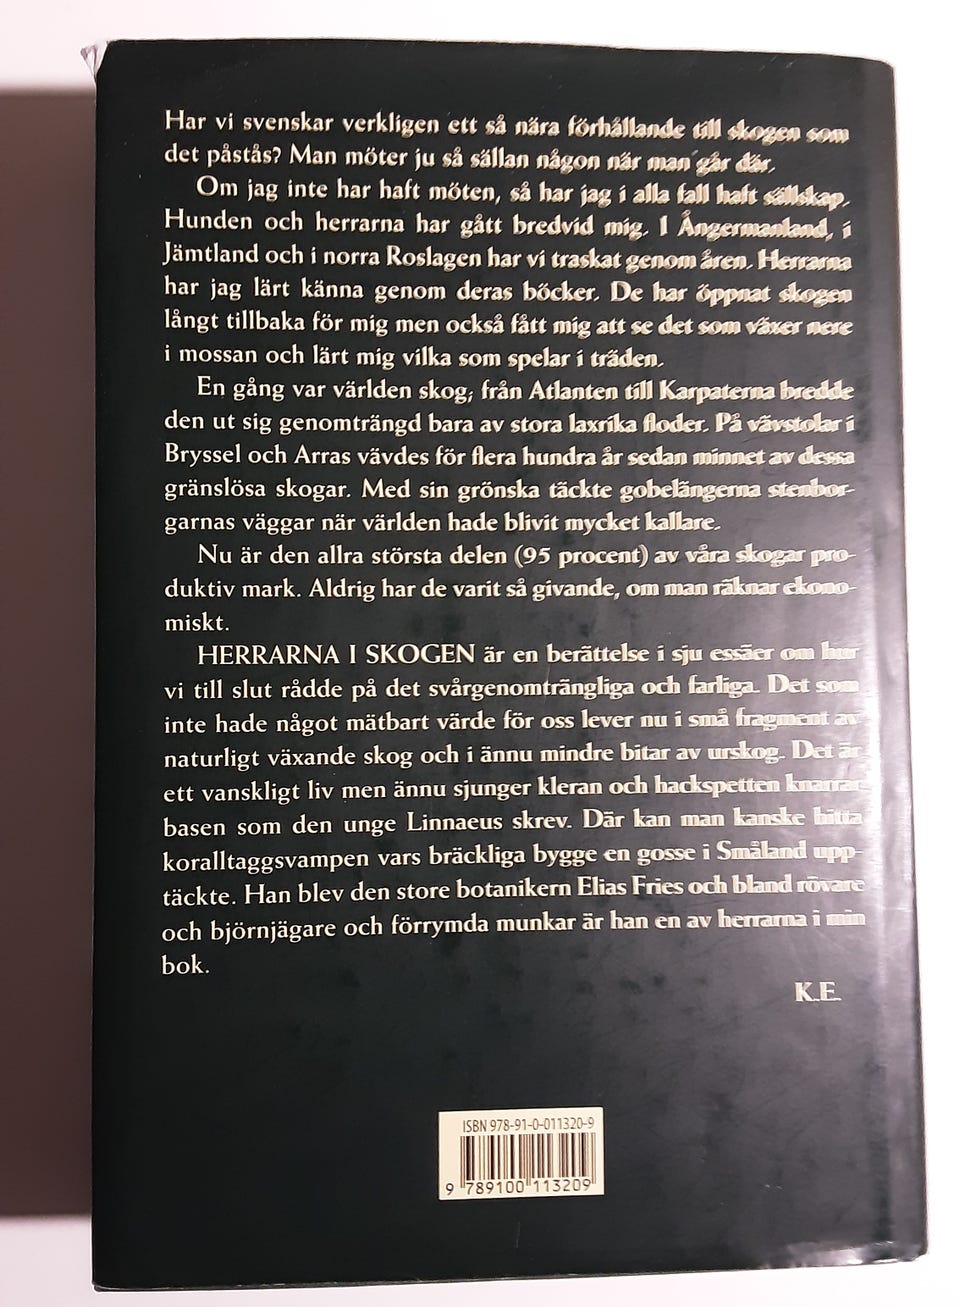 Har vi svenskar verkligen ett så nära förhållande till skogen som
det påstås? Man möter ju så sällan någon när man går där.
Om jag inte har haft möten, så har jag i alla fall haft sällskap.
Hunden och herrarna har gått bredvid mig. I Ångermanland, i
Jämtland och i norra Roslagen har vi traskat genom åren. Herrarna
har jag lärt känna genom deras böcker. De har öppnat skogen
långt tillbaka för mig men också fått mig att se det som växer nere
i mossan och lärt mig vilka som spelar i träden.
En gång var världen skog; från Atlanten till Karpaterna bredde
den ut sig genomträngd bara av stora laxrika floder. På vävstolar i
Bryssel och Arras vävdes för flera hundra år sedan minnet av dessa
gränslösa skogar. Med sin grönska täckte gobelängerna stenbor-
garnas väggar när världen hade blivit mycket kallare.
Nu är den allra största delen (95 procent) av våra skogar pro-
duktiv mark. Aldrig har de varit så givande, om man räknar ekono-
miskt.
HERRARNA I SKOGEN är en berättelse i sju essäer om hur
vi till slut rådde på det svårgenomträngliga och farliga. Det som
inte hade något mätbart värde för oss lever nu i små fragment av
naturligt växande skog och i ännu mindre bitar av urskog. Det är
ett vanskligt liv men ännu sjunger kleran och hackspetten knarrar
basen som den unge Linnaeus skrev. Där kan man kanske hitta
koralltaggsvampen vars bräckliga bygge en gosse i Småland upp-
täckte. Han blev den store botanikern Elias Fries och bland rövare
och björnjägare och förrymda munkar är han en av herrarna i min
bok.
K.E.
ISBN 978-91-0-011320-9
9 789100 113209